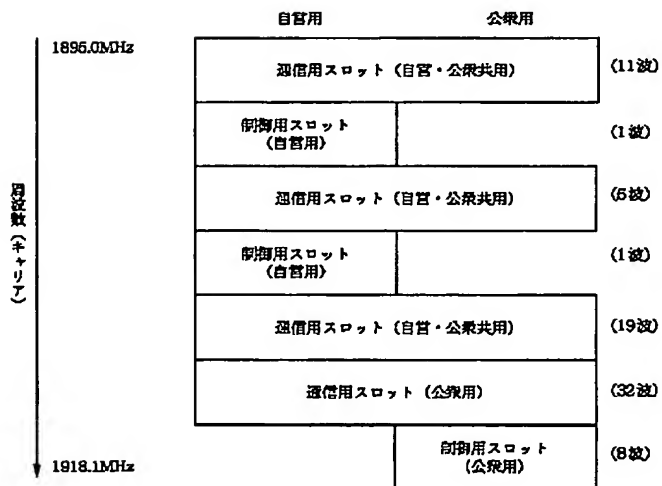 自営用
公衆用
1895.0MHz
通信用スロット(自営・公衆共用)
(11波)
制御用スロット
(自営用)
(1波)
通信用スロット(自営・公衆共用)
(5波)
制御用スロット
(自営用)
(1波)
周波数(キャリア)
通信用スロット(自営・公衆共用)
(19波)
通信用スロット(公衆用)
(32波)
制御用スロット
(公衆用)
(8波)
1918.1MHz